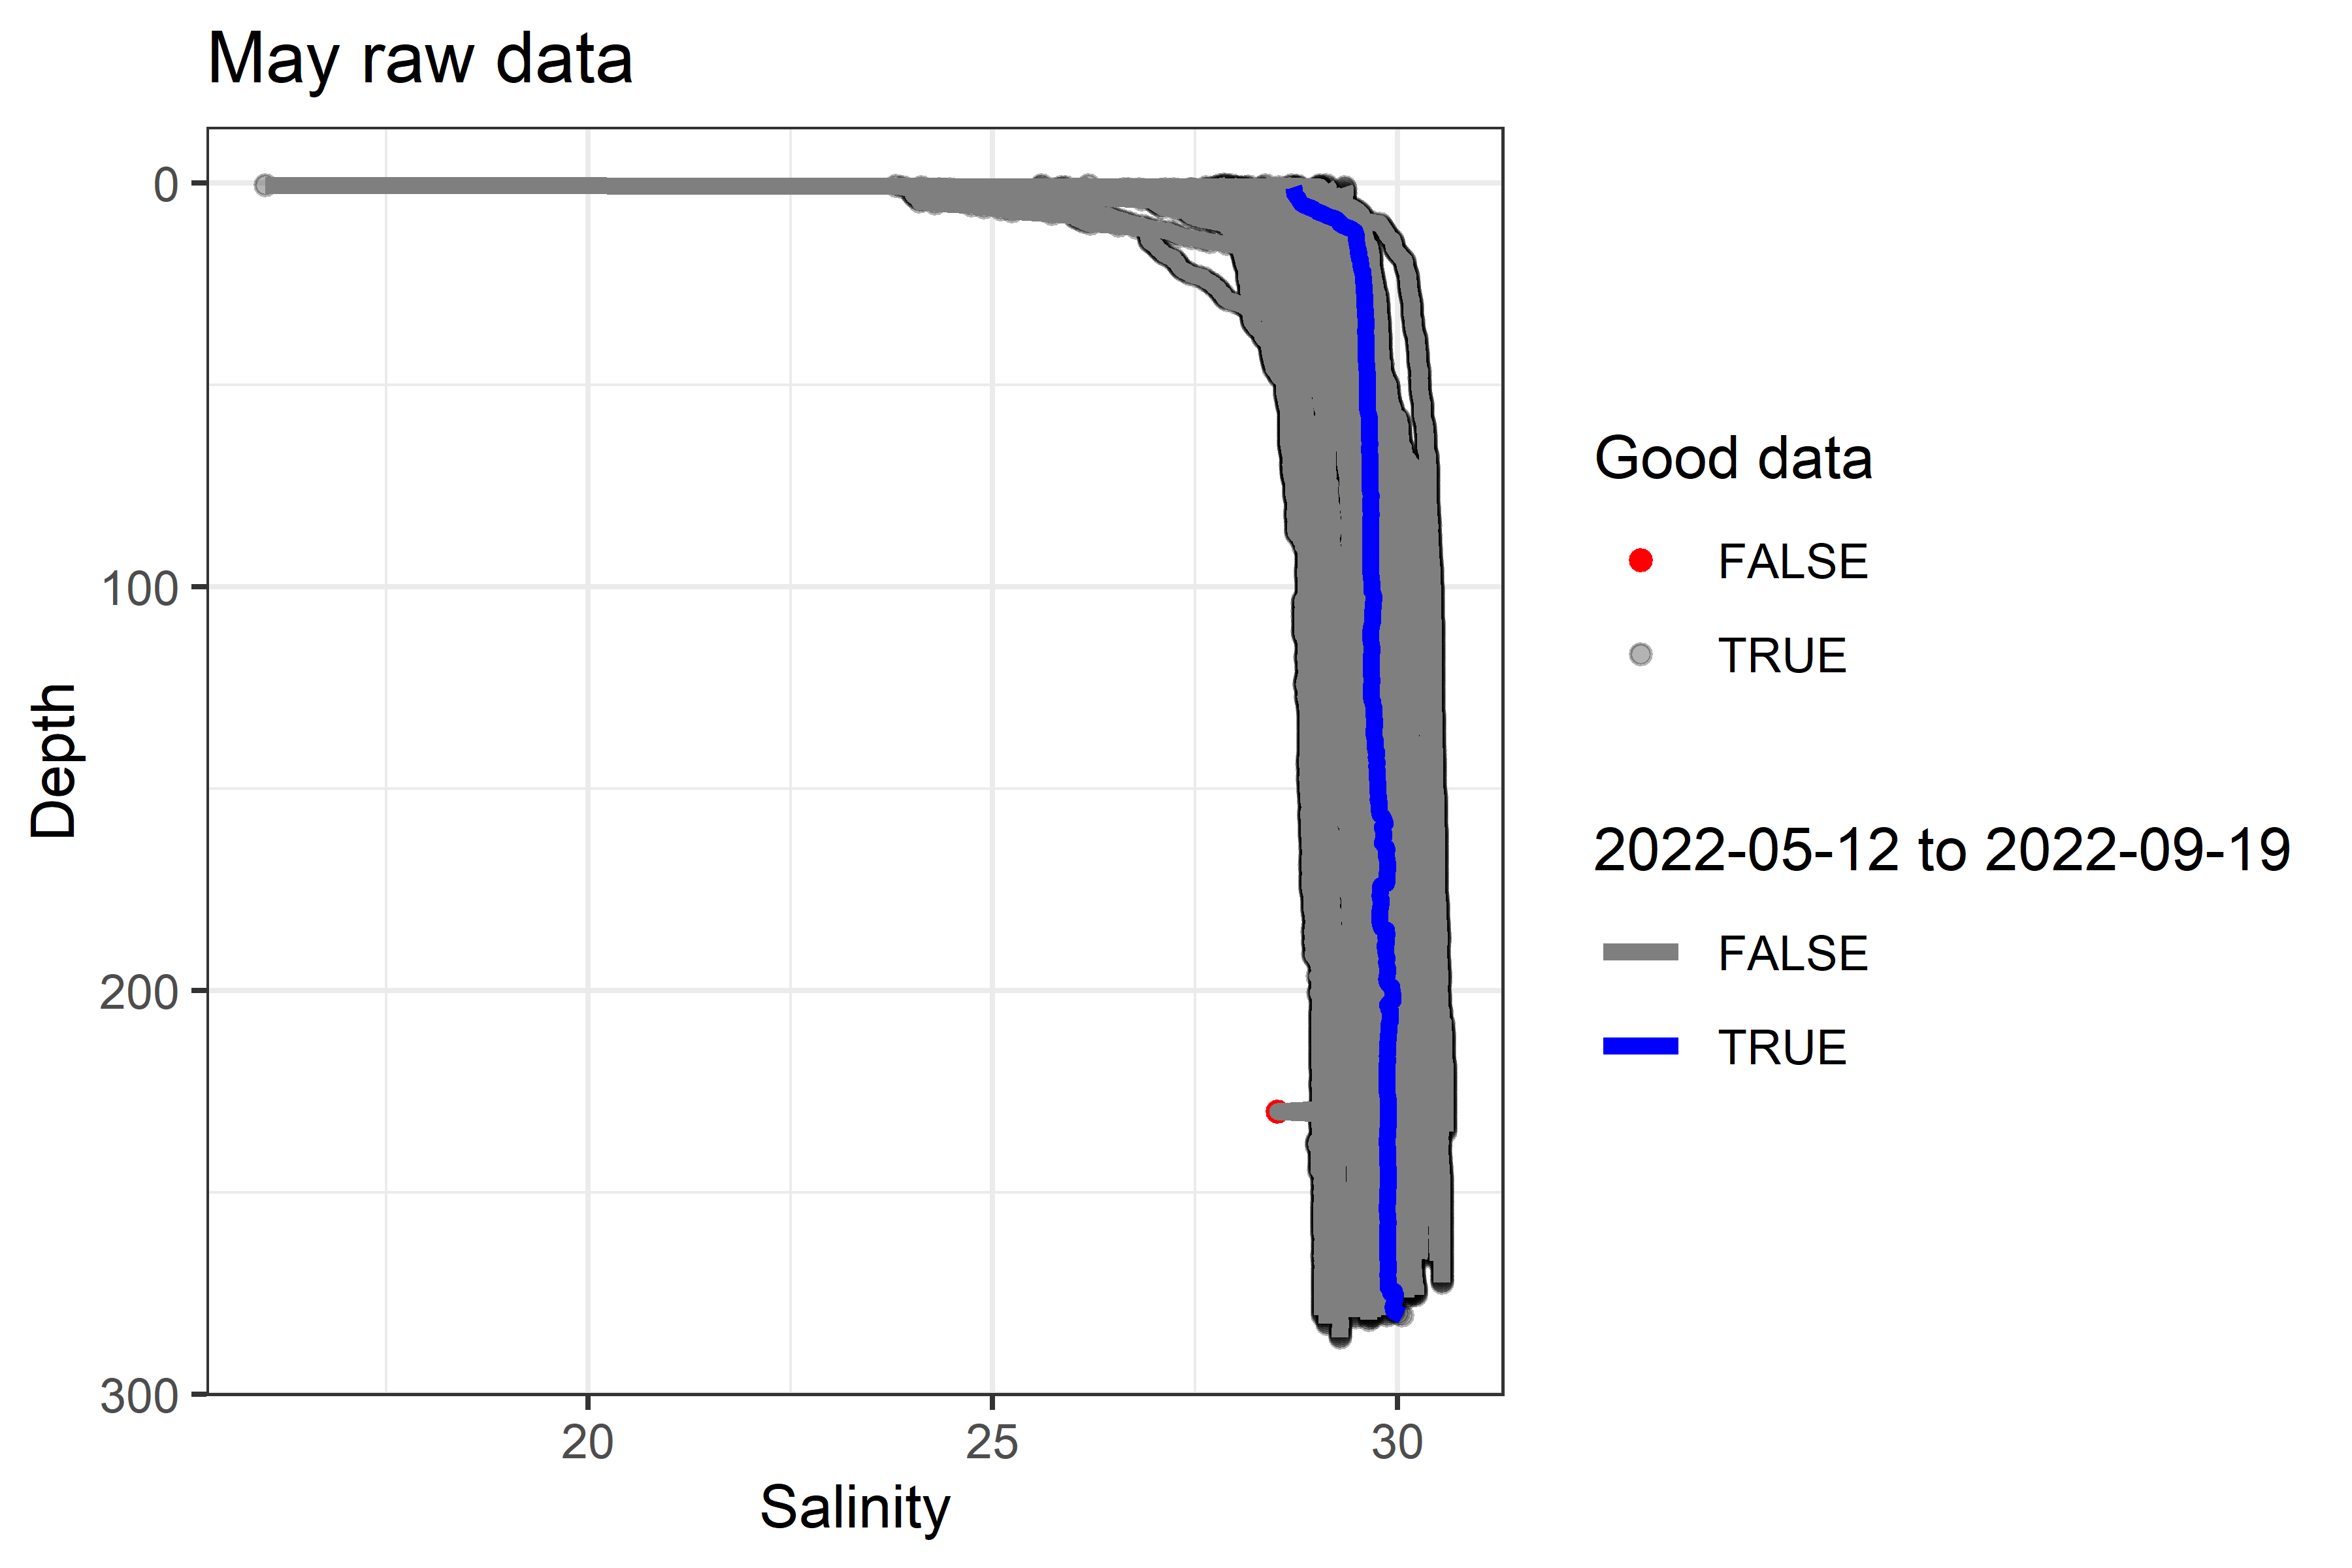 May raw data
0
100
200
300
Depth
20
25
30
Salinity
Good data
FALSE
TRUE
2022-05-12 to 2022-09-19
FALSE
TRUE